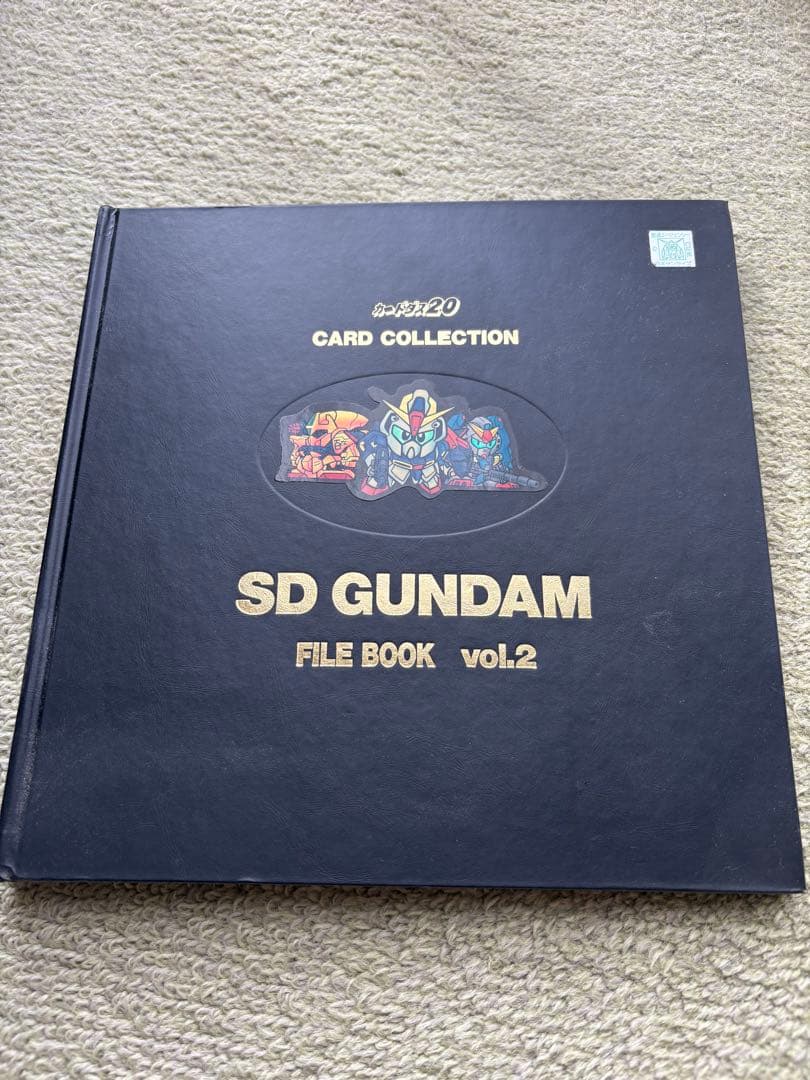 カードダス20
CARD COLLECTION
SD GUNDAM
FILE BOOK vol.2